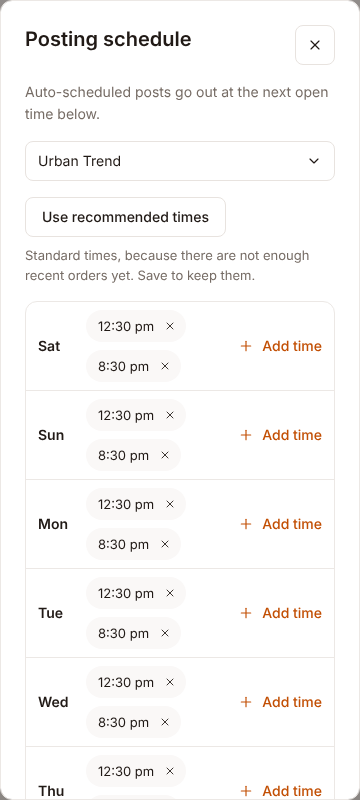 Posting schedule
Auto-scheduled posts go out at the next open
time below.
Urban Trend
Use recommended times
Standard times, because there are not enough
recent orders yet. Save to keep them.
Sat
12:30 pm
8:30 pm
Add time
Sun
12:30 pm
8:30 pm
Add time
Mon
12:30 pm
8:30 pm
Add time
Tue
12:30 pm
8:30 pm
Add time
Wed
12:30 pm
8:30 pm
Add time
Thu
12:30 pm
Add time